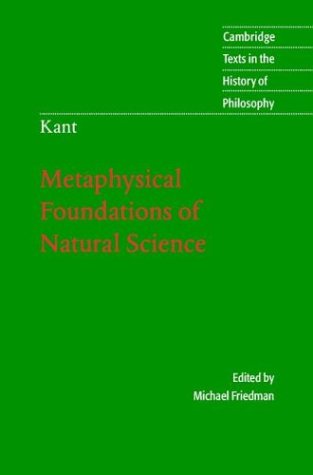 Cambridge
Texts in the
History of
Philosophy
Kant
Metaphysical
Foundations of
Natural Science
Edited by
Michael Friedman